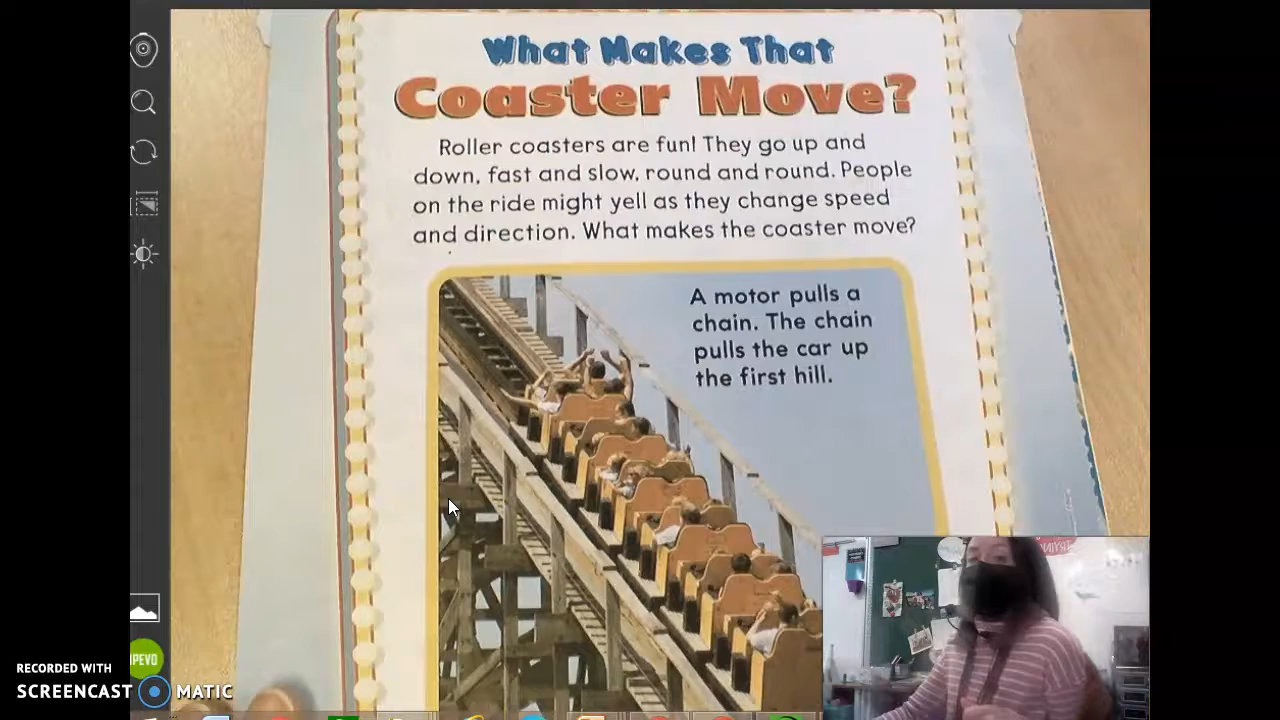 What Makes That
Coaster Move?
Roller coasters are fun! They go up and
down, fast and slow, round and round. People
on the ride might yell as they change speed
and direction. What makes the coaster move?
A motor pulls a
chain. The chain
pulls the car up
the first hill.
RECORDED WITH
SCREENCAST MATIC